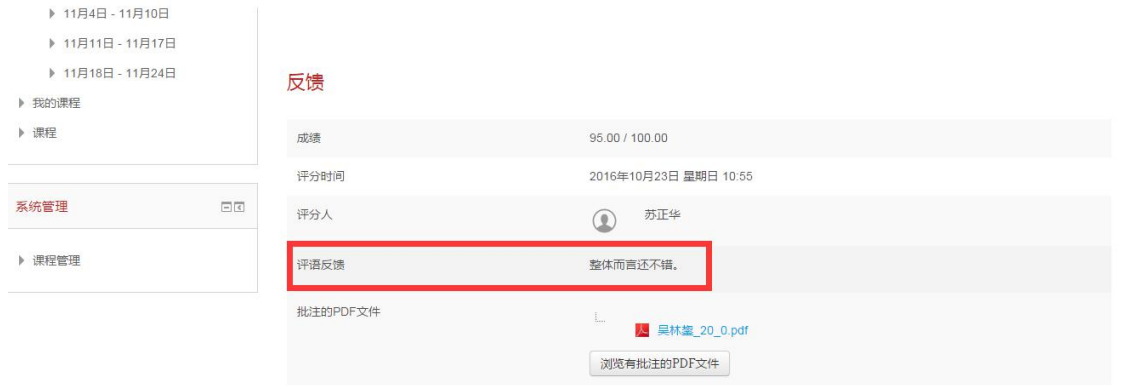 11月4日 - 11月10日
11月11日 - 11月17日
11月18日 - 11月24日
我的课程
课程
系统管理
课程管理
反馈
成绩 95.00 / 100.00
评分时间 2016年10月23日 星期日 10:55
评分人 苏正华
评语反馈 整体而言还不错。
批注的PDF文件
吴林蓥_20_0.pdf
浏览有批注的PDF文件